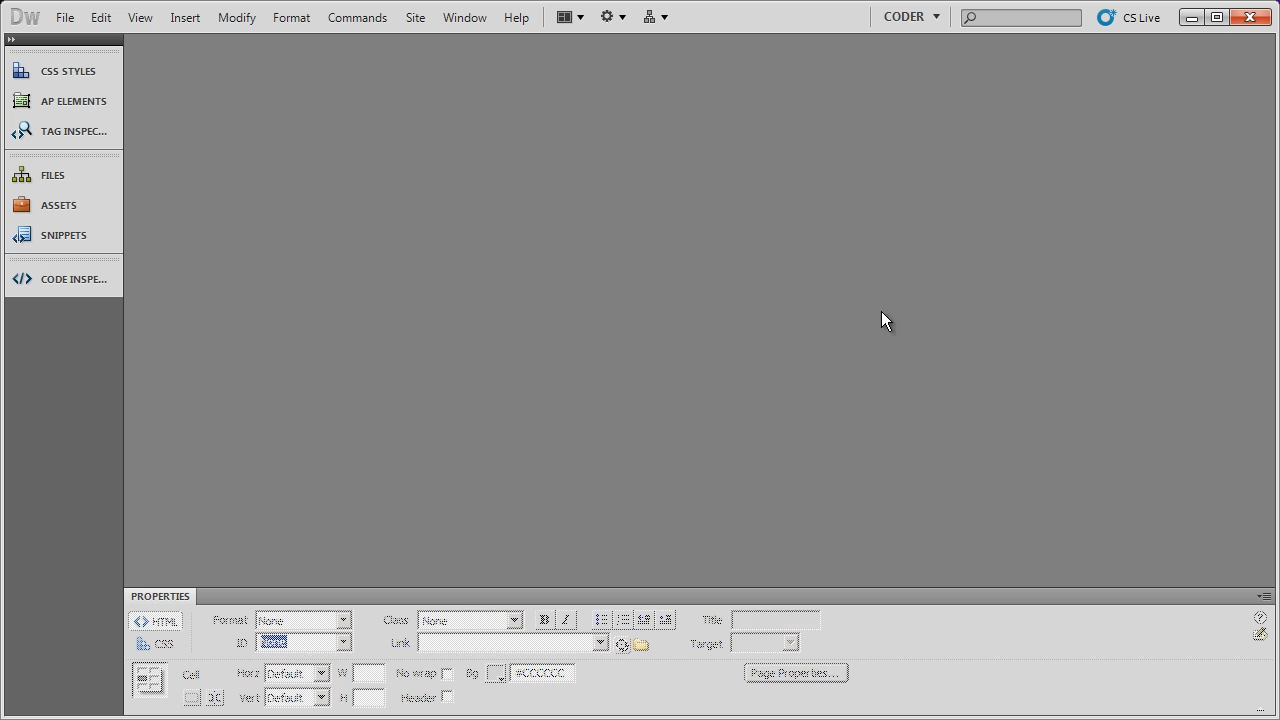 Dw File Edit View Insert Modify Format Commands Site Window Help CODER CS Live
CSS STYLES
AP ELEMENTS
TAG INSPEC...
FILES
ASSETS
SNIPPETS
CODE INSPE...
PROPERTIES
HTML Format None Class None B I Title
CSS ID Link Target
Cell Horz Default W No wrap Bg #CCCCCC Page Properties...
Vert Default H Header